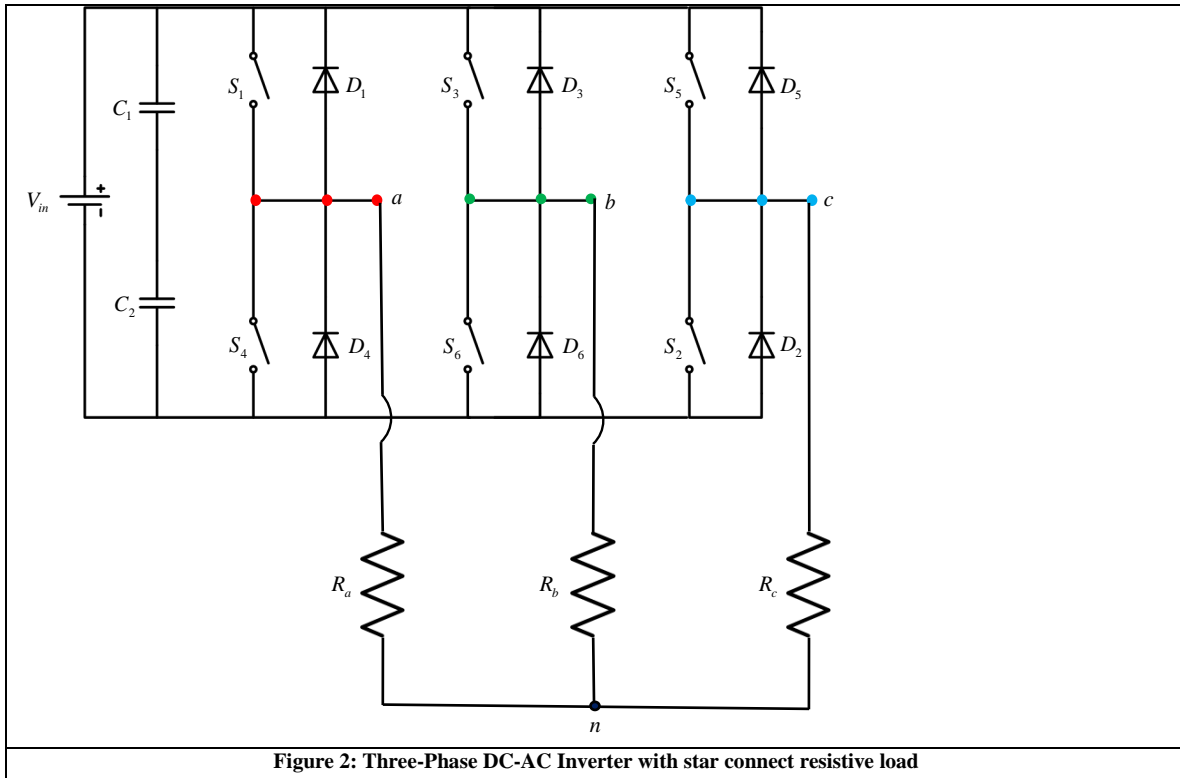 S1
D1
S3
D3
S5
D5
C1
Vin
+
-
a
b
c
C2
S4
D4
S6
D6
S2
D2
Ra
Rb
Rc
n
Figure 2: Three-Phase DC-AC Inverter with star connect resistive load